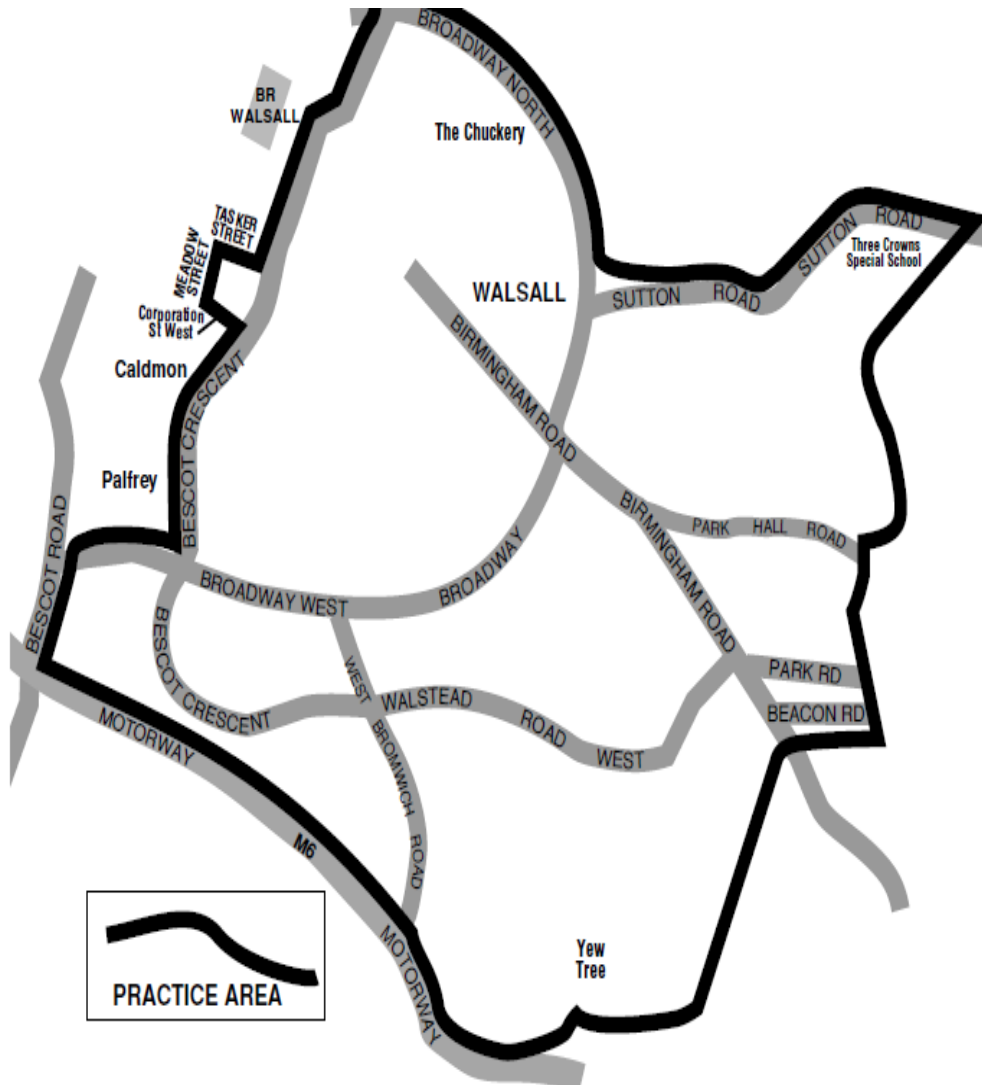 BROADWAY NORTH
BR
WALSALL
The Chuckery
TASKER
STREET
MEADOW
STREET
SUTTON ROAD
Three Crowns
Special School
WALSALL
SUTTON ROAD
Corporation
St West
BIRMINGHAM ROAD
Caldmon
BESCOT CRESCENT
Palfrey
BESCOT ROAD
BIRMINGHAM ROAD
PARK HALL ROAD
BROADWAY WEST
BROADWAY
BESCOT CRESCENT
WEST BROMWICH ROAD
WALSTEAD ROAD WEST
PARK RD
BEACON RD
MOTORWAY
M6
MOTORWAY
Yew
Tree
PRACTICE AREA